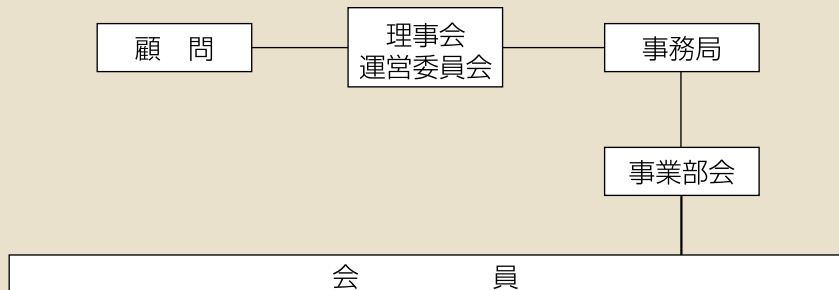 顧　問
理事会
運営委員会
事務局
事業部会
会　員